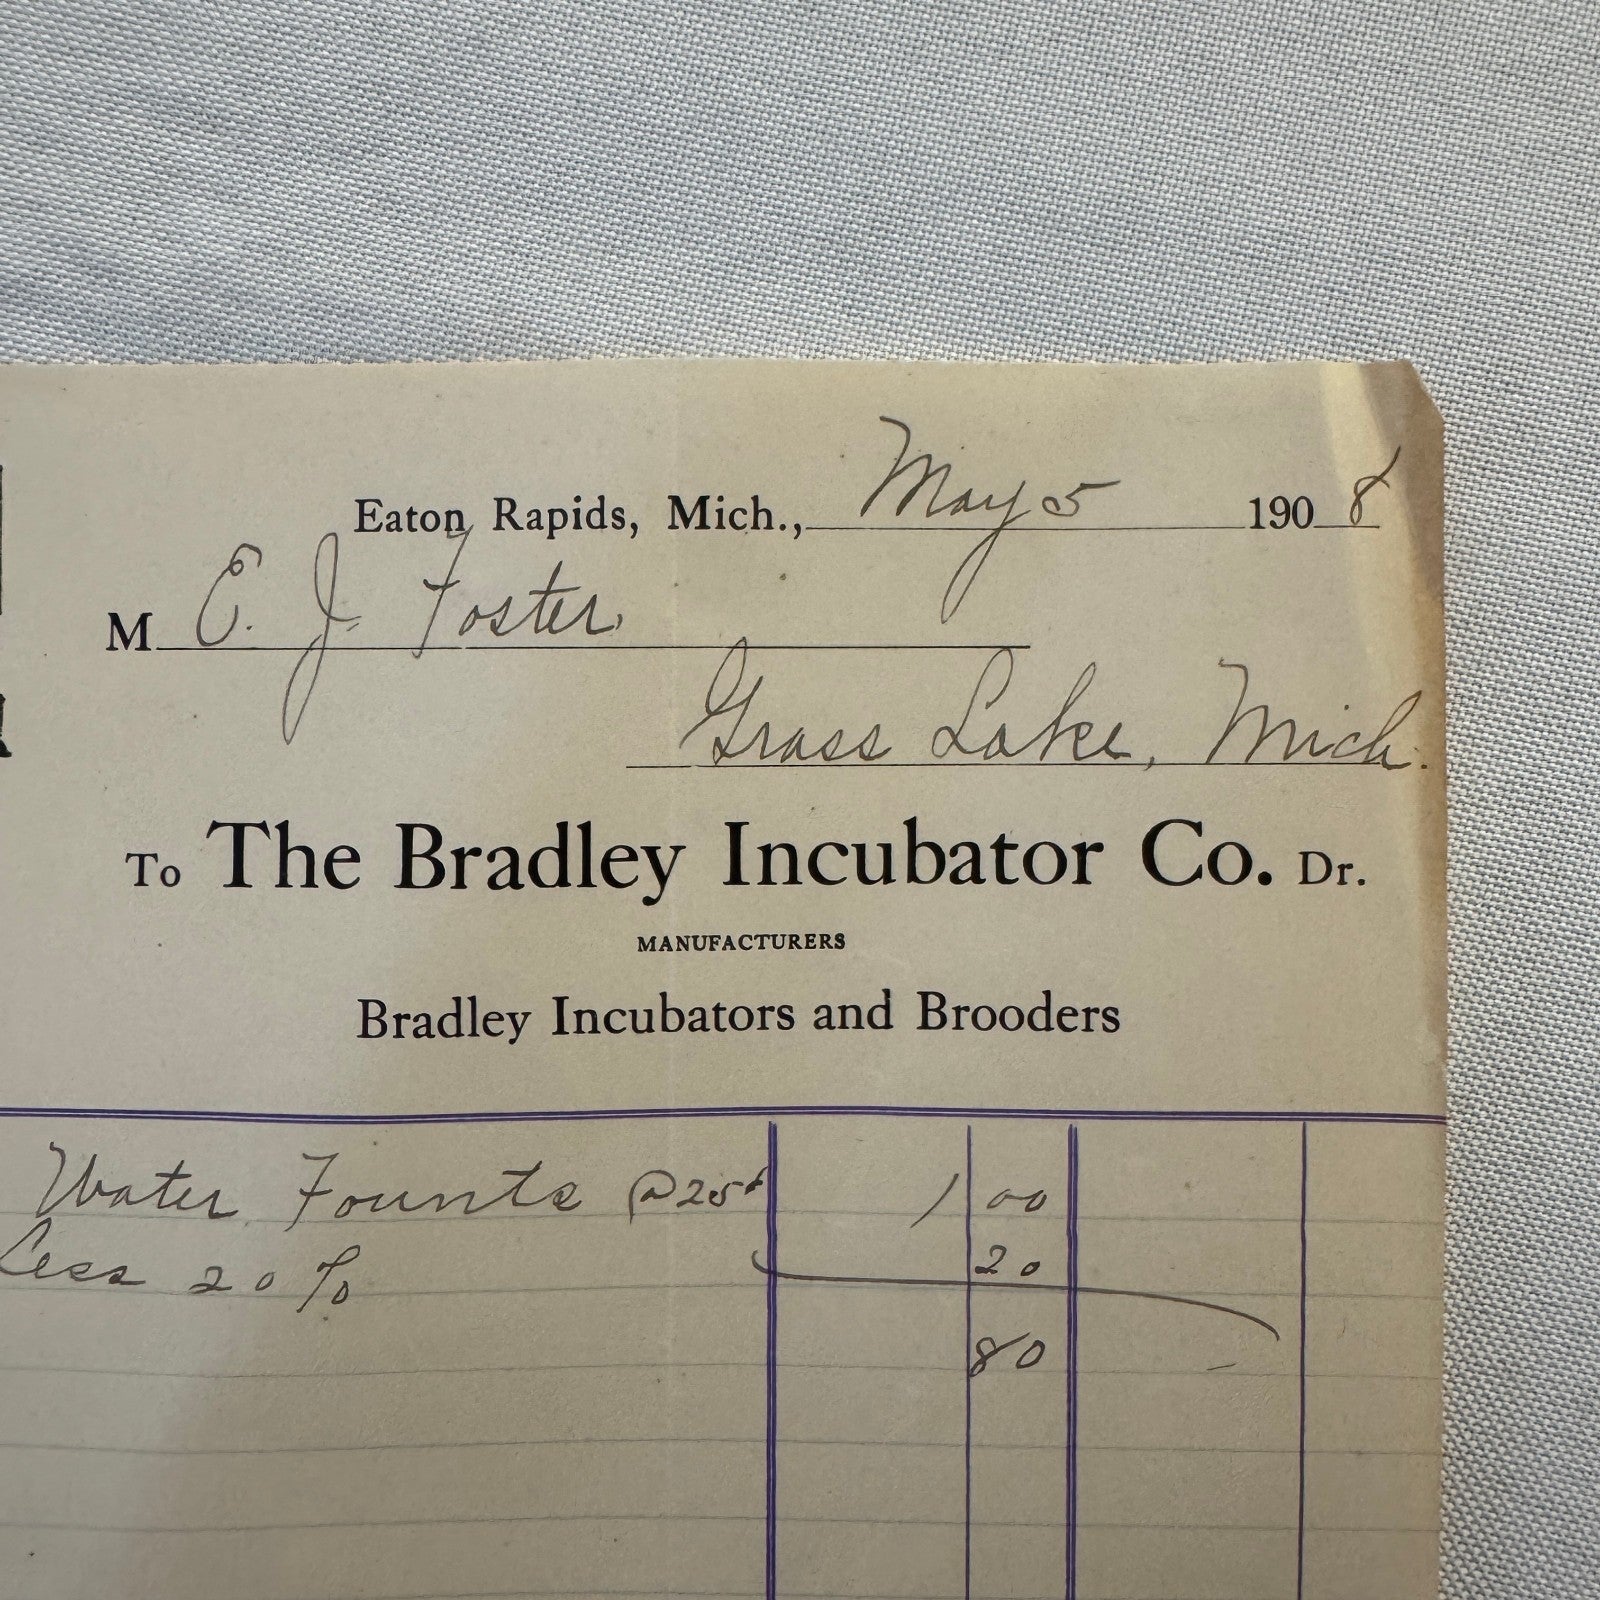 Eaton Rapids, Mich., May 5 1908
M E. J. Foster,
Grass Lake, Mich.
To The Bradley Incubator Co. Dr.
MANUFACTURERS
Bradley Incubators and Brooders
Water Founts @ 25¢ 1 00
Less 20 % 20
80